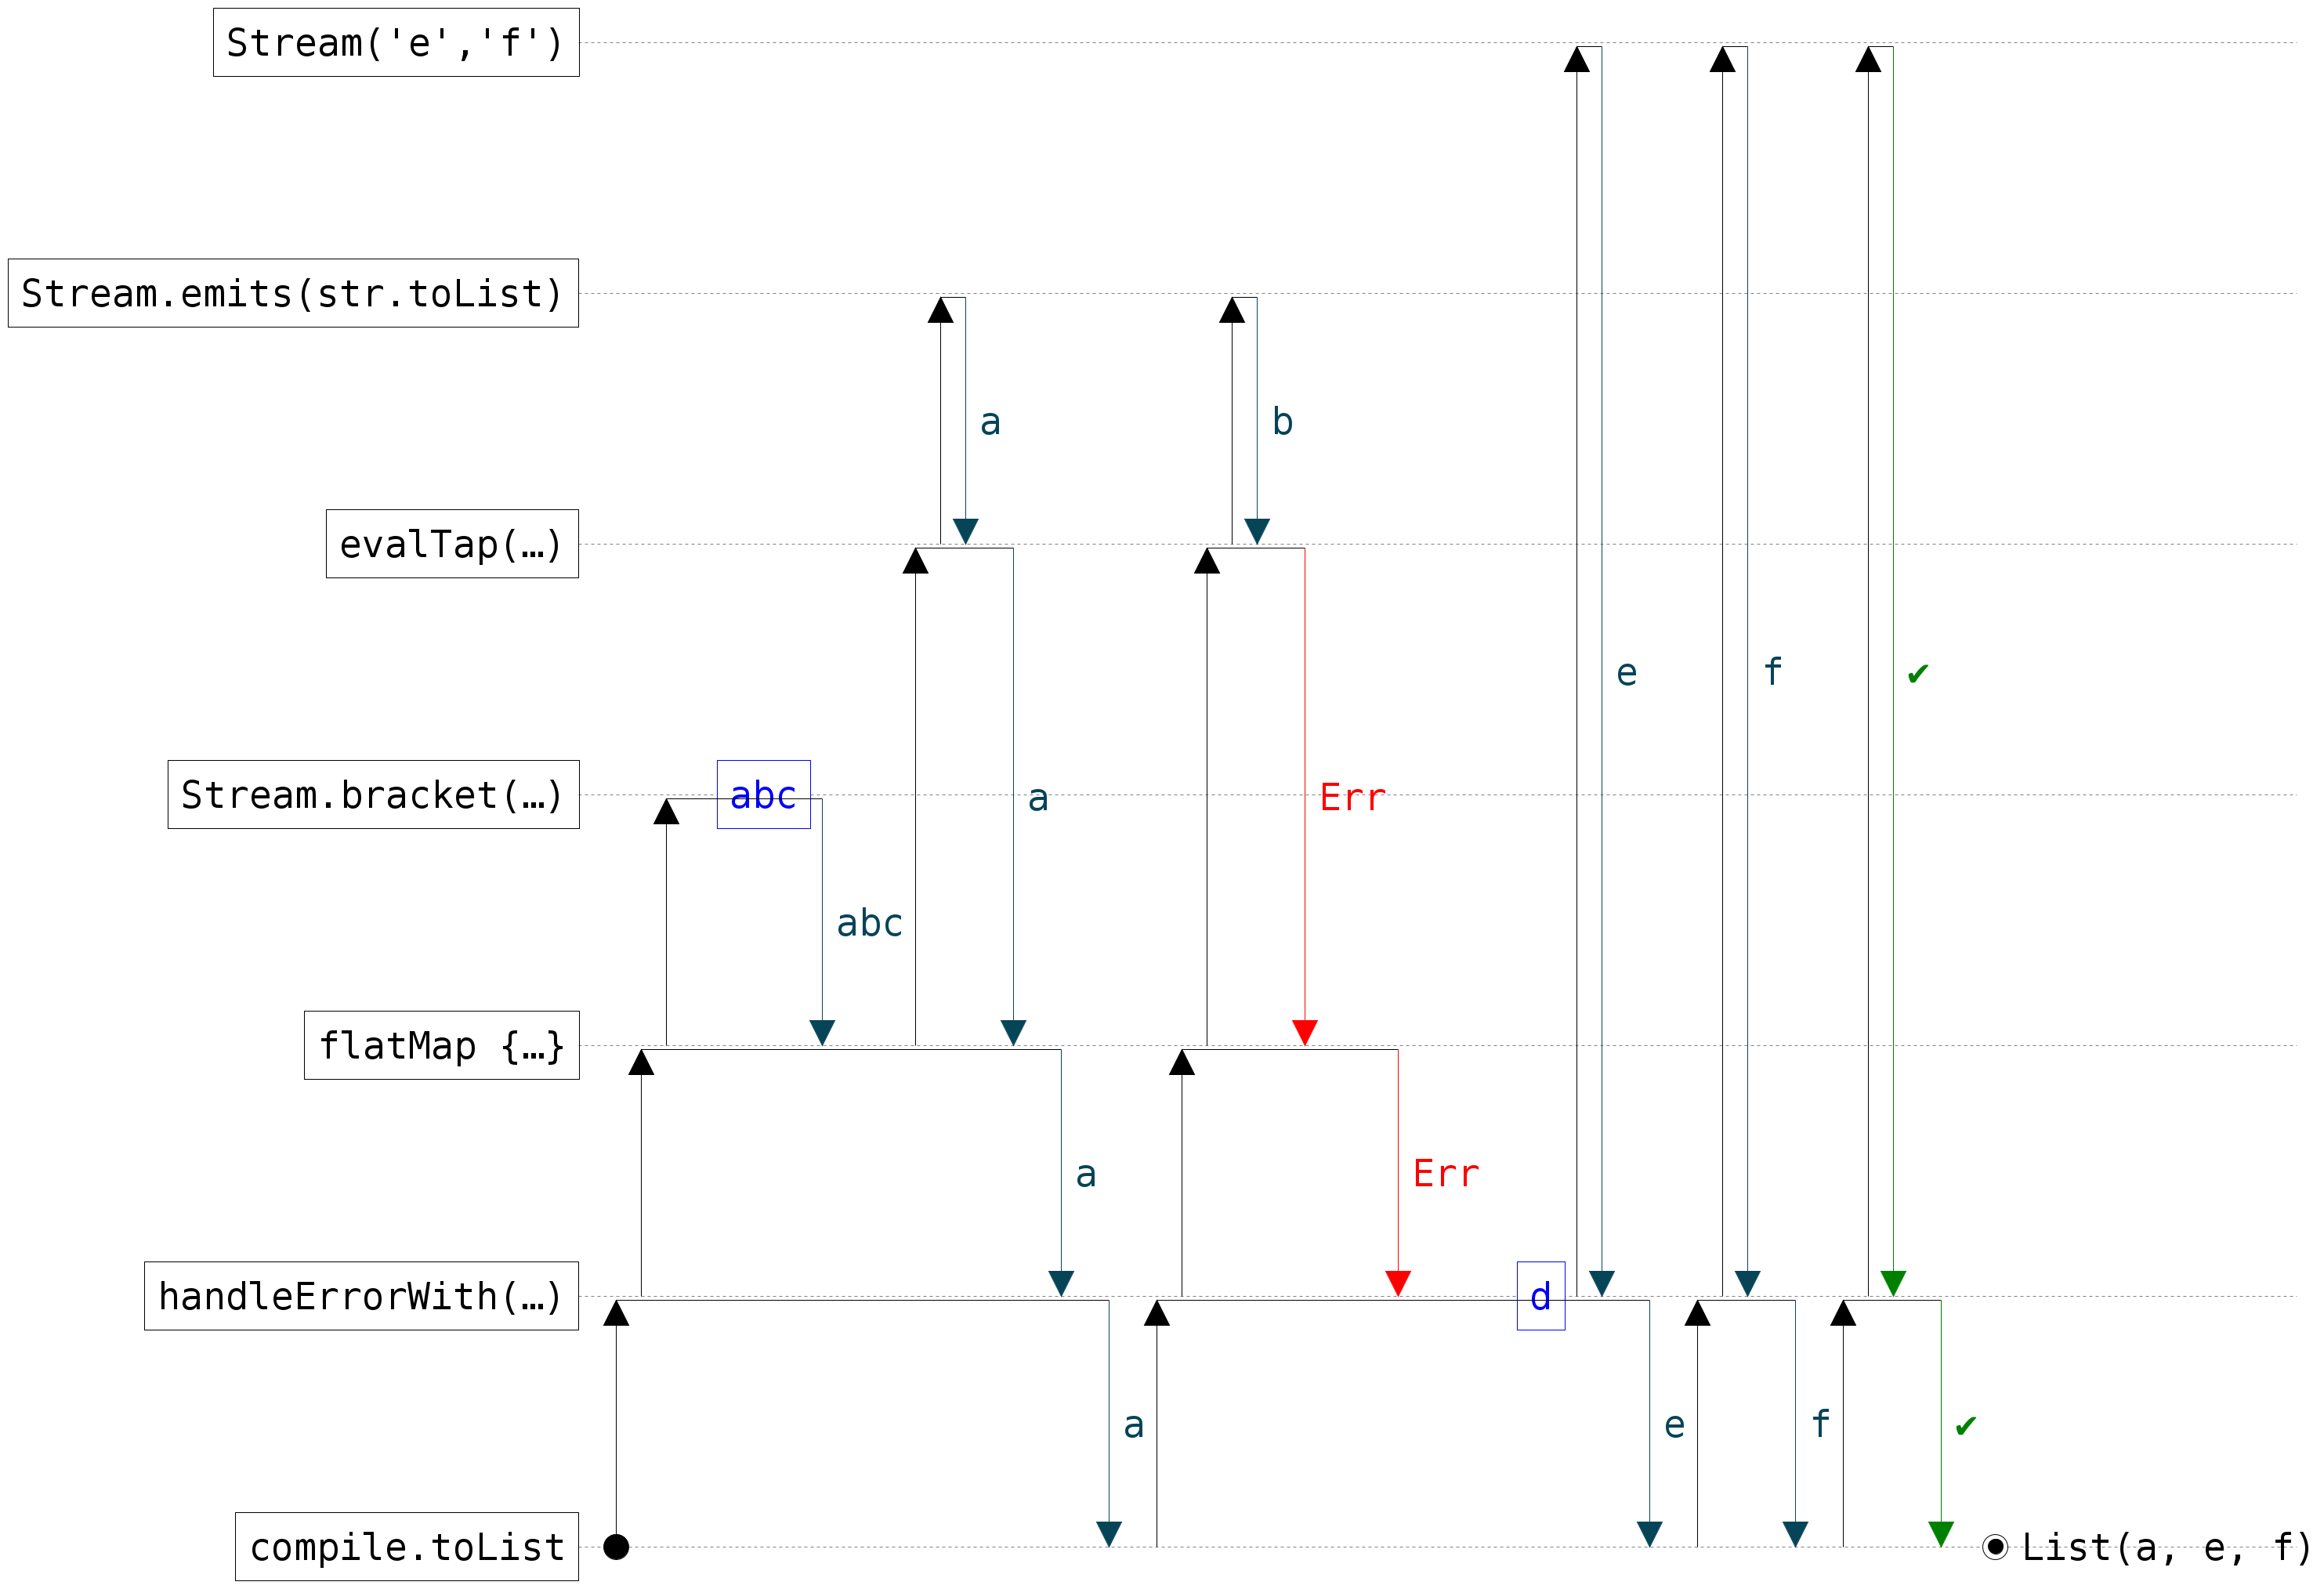 Stream('e','f')
Stream.emits(str.toList)
a
b
evalTap(…)
e
f
✔
Stream.bracket(…)
abc
a
Err
abc
flatMap {…}
a
Err
handleErrorWith(…)
d
a
e
f
✔
compile.toList
List(a, e, f)